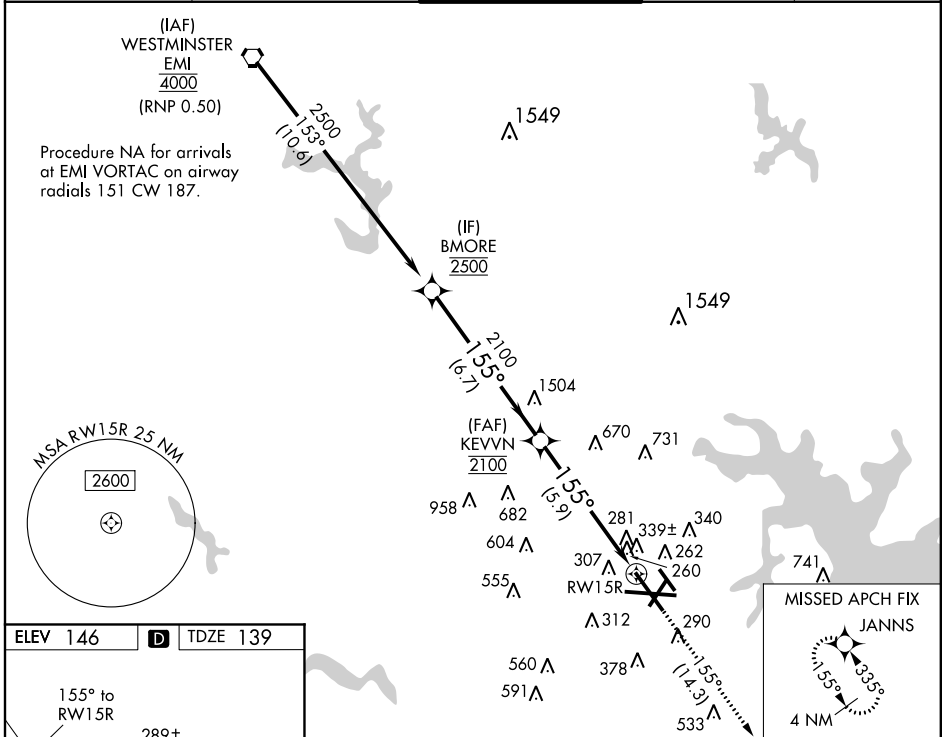 (IAF)
WESTMINSTER
EMI
4000
(RNP 0.50)
2500
153°
(10.6)
1549
Procedure NA for arrivals
at EMI VORTAC on airway
radials 151 CW 187.
(IF)
BMORE
2500
1549
2100
155°
(6.7)
1504
(FAF)
KEVVN
2100
670
731
155°
(5.9)
MSA RW15R 25 NM
2600
958
682
604
281
339±
340
262
260
307
RW15R
555
741
312
290
MISSED APCH FIX
JANNS
155°
335°
4 NM
ELEV 146
D
TDZE 139
560
378
591
155°
(14.3)
533
155° to
RW15R
289±